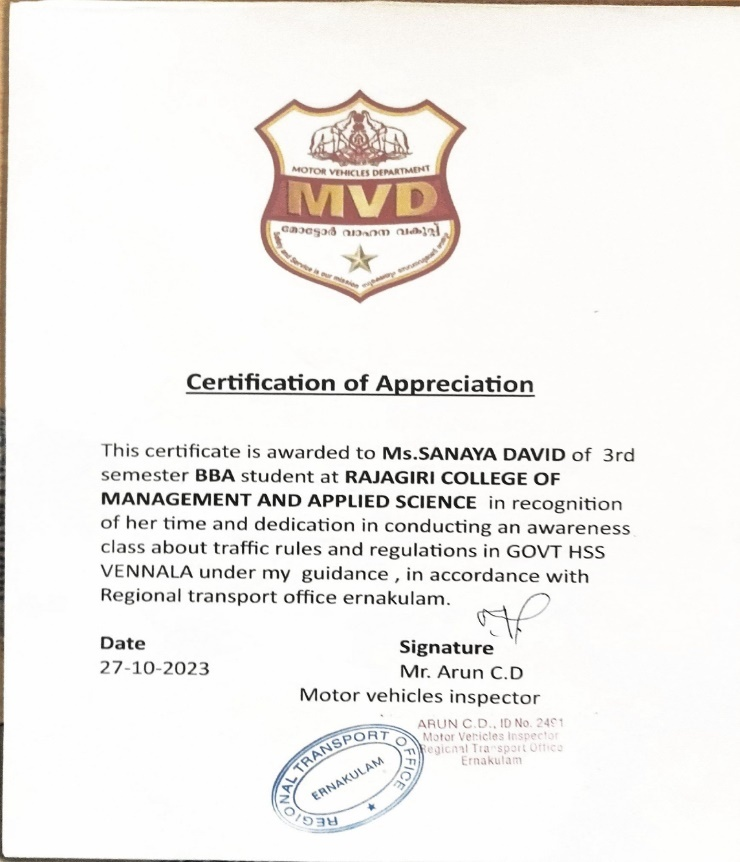 MOTOR VEHICLES DEPARTMENT
MVD
മോട്ടോർ വാഹന വകുപ്പ്
Safety and Service is our mission
Certification of Appreciation
This certificate is awarded to Ms.SANAYA DAVID of 3rd
semester BBA student at RAJAGIRI COLLEGE OF
MANAGEMENT AND APPLIED SCIENCE in recognition
of her time and dedication in conducting an awareness
class about traffic rules and regulations in GOVT HSS
VENNALA under my guidance , in accordance with
Regional transport office ernakulam.
Date
27-10-2023
Signature
Mr. Arun C.D
Motor vehicles inspector
ARUN C.D., ID No. 2491
Motor Vehicles Inspector
Regional Transport Office
Ernakulam
REGIONAL TRANSPORT OFFICE
ERNAKULAM